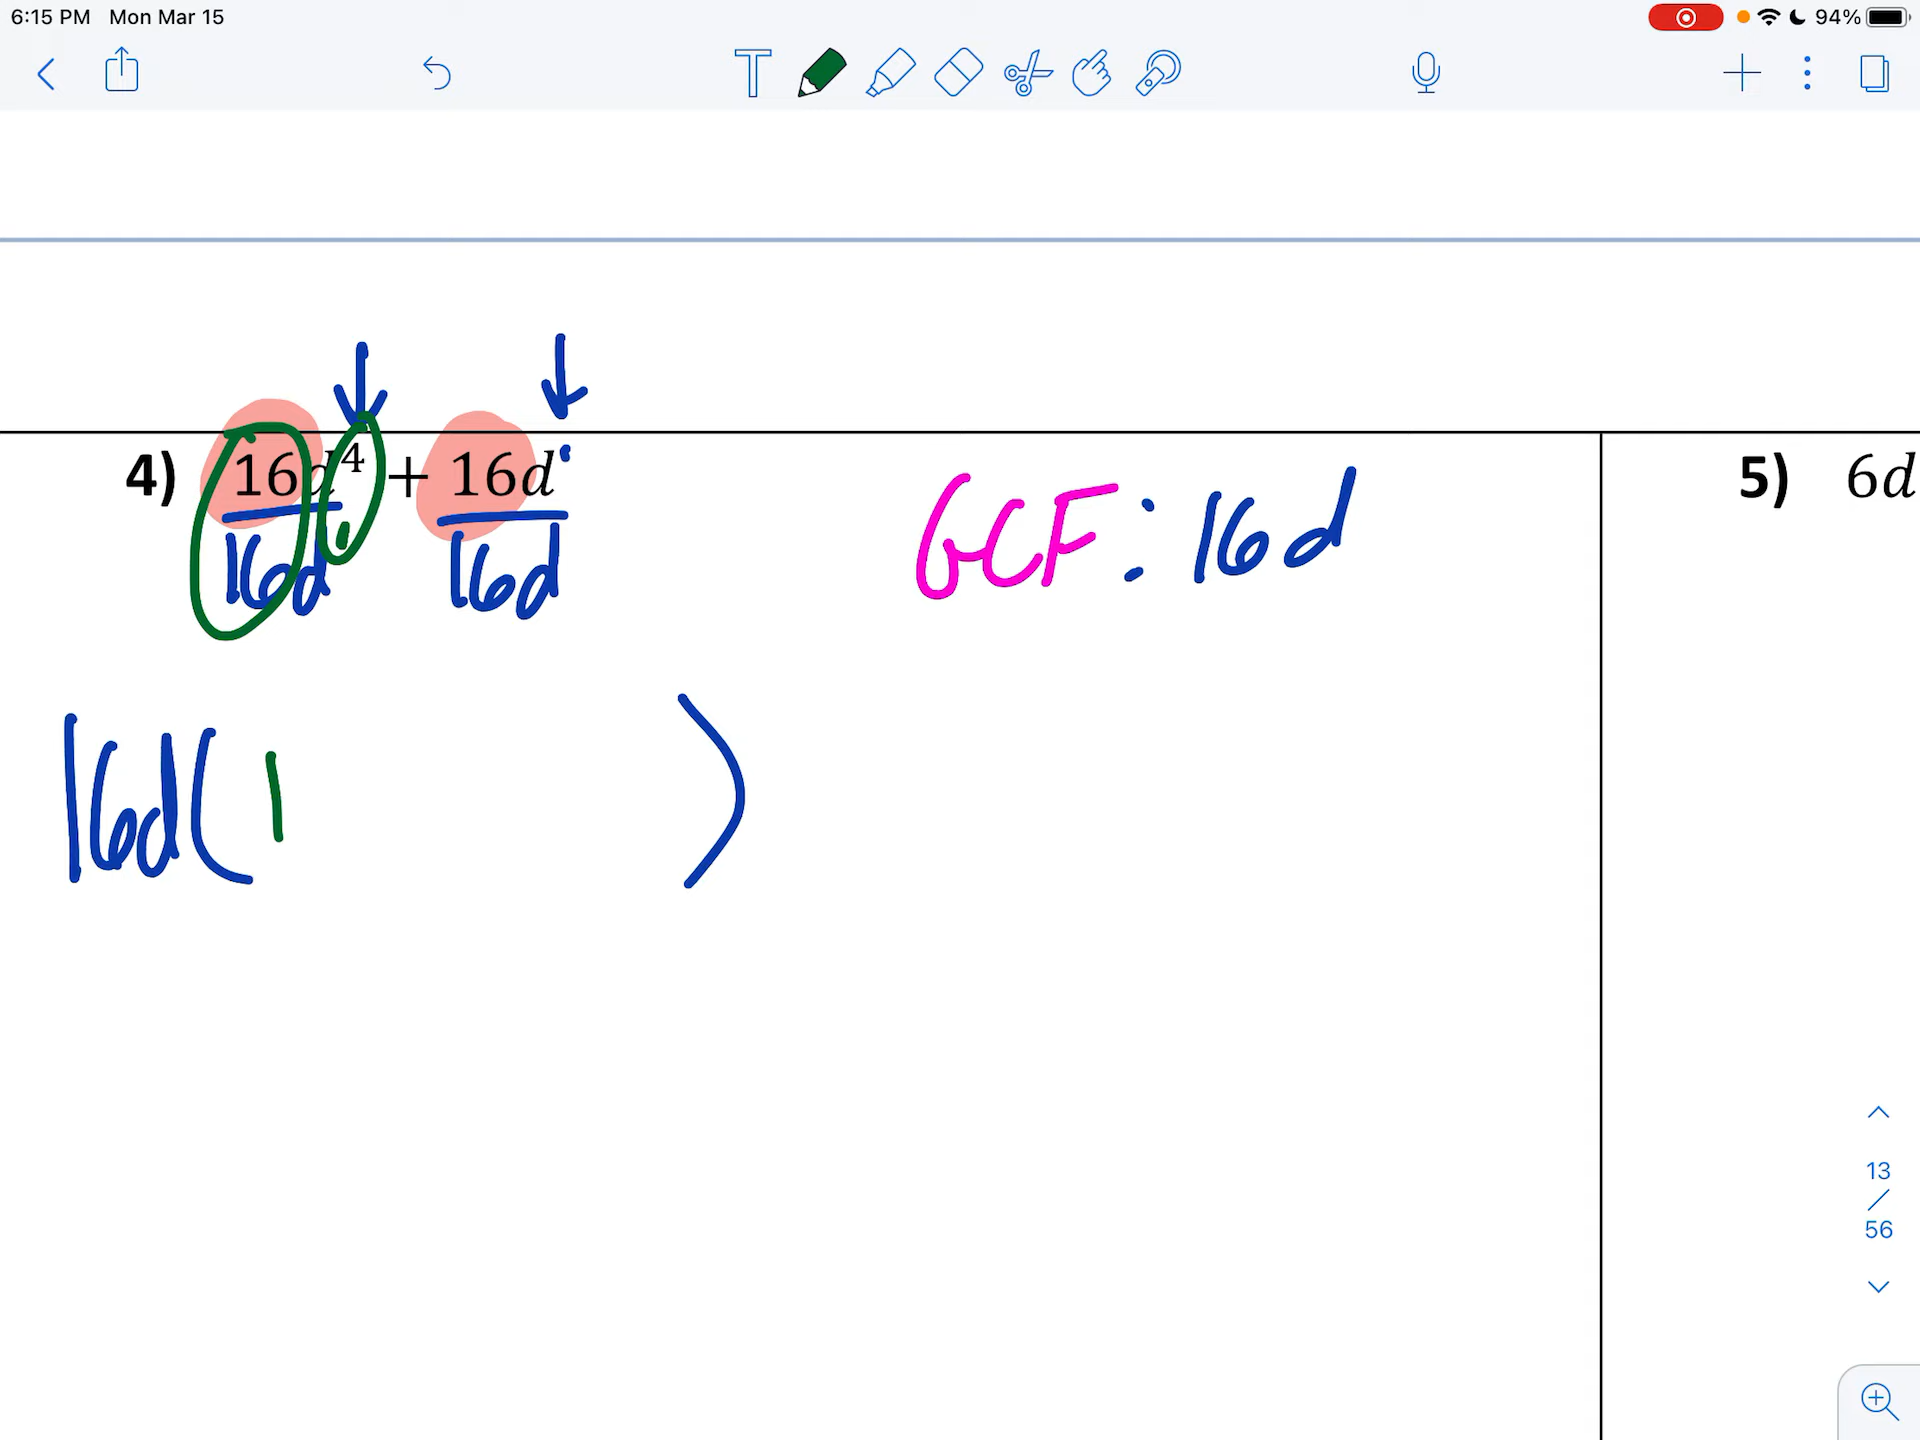 6:15 PM Mon Mar 15 94%
T
4) 16d⁴ + 16d 5) 6d
16d 16d GCF: 16d
16d( 1 )
13
/
56